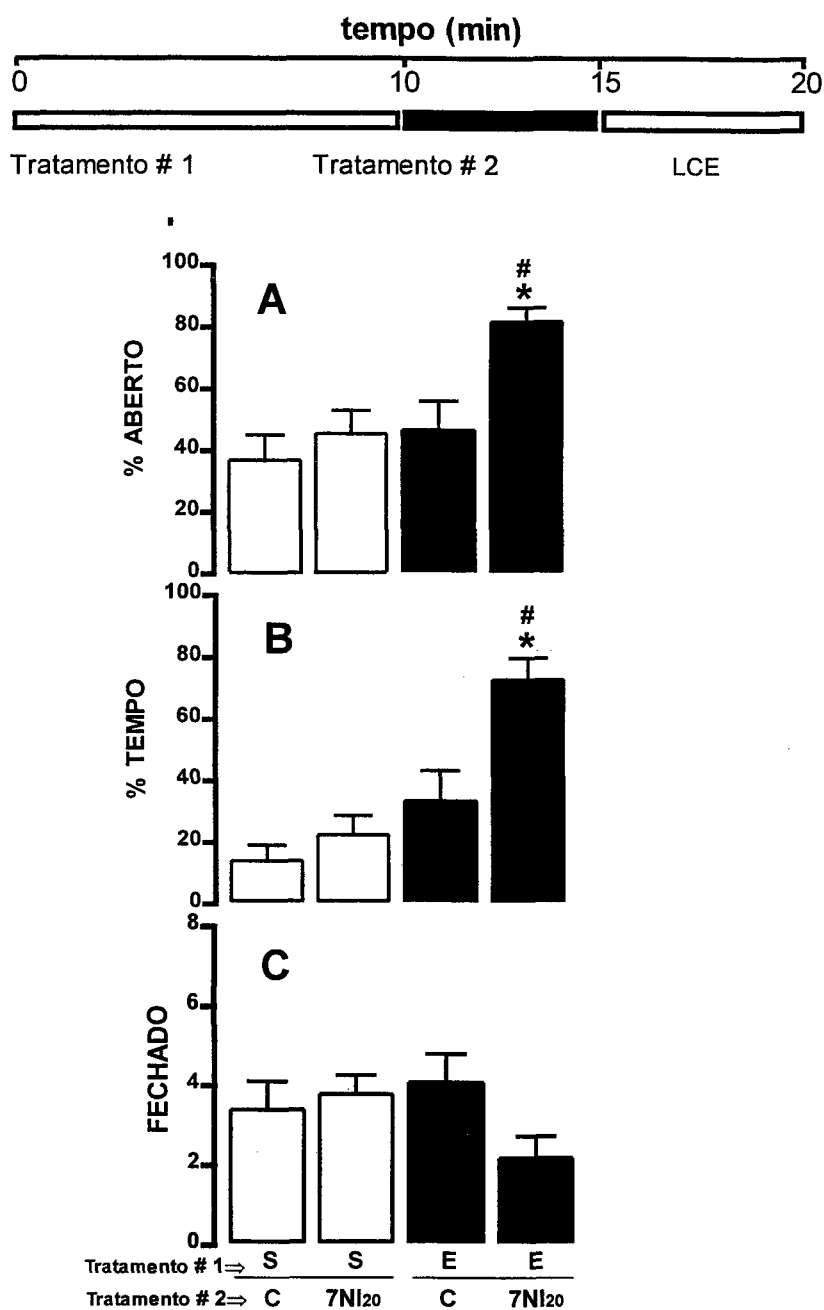 tempo (min)
0 10 15 20
Tratamento # 1 Tratamento # 2 LCE
100
80
60
40
20
0
% ABERTO
A
#
*
100
80
60
40
20
0
% TEMPO
B
#
*
8
6
4
2
0
FECHADO
C
Tratamento # 1⇒ S S E E
Tratamento # 2⇒ C 7NI20 C 7NI20